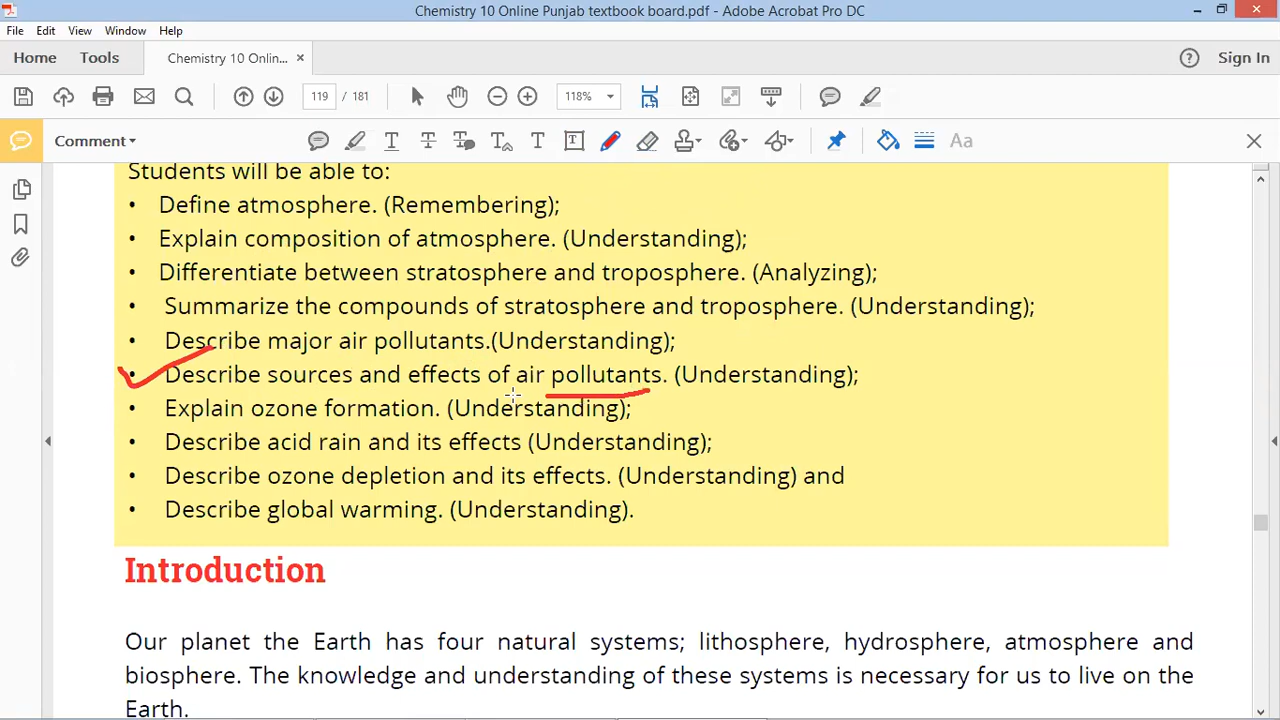 Chemistry 10 Online Punjab textbook board.pdf - Adobe Acrobat Pro DC
File Edit View Window Help
Home Tools Chemistry 10 Onlin... × Sign In
119 / 181 118%
Comment Aa
Students will be able to:
• Define atmosphere. (Remembering);
• Explain composition of atmosphere. (Understanding);
• Differentiate between stratosphere and troposphere. (Analyzing);
• Summarize the compounds of stratosphere and troposphere. (Understanding);
• Describe major air pollutants.(Understanding);
• Describe sources and effects of air pollutants. (Understanding);
• Explain ozone formation. (Understanding);
• Describe acid rain and its effects (Understanding);
• Describe ozone depletion and its effects. (Understanding) and
• Describe global warming. (Understanding).
Introduction
Our planet the Earth has four natural systems; lithosphere, hydrosphere, atmosphere and
biosphere. The knowledge and understanding of these systems is necessary for us to live on the
Earth.